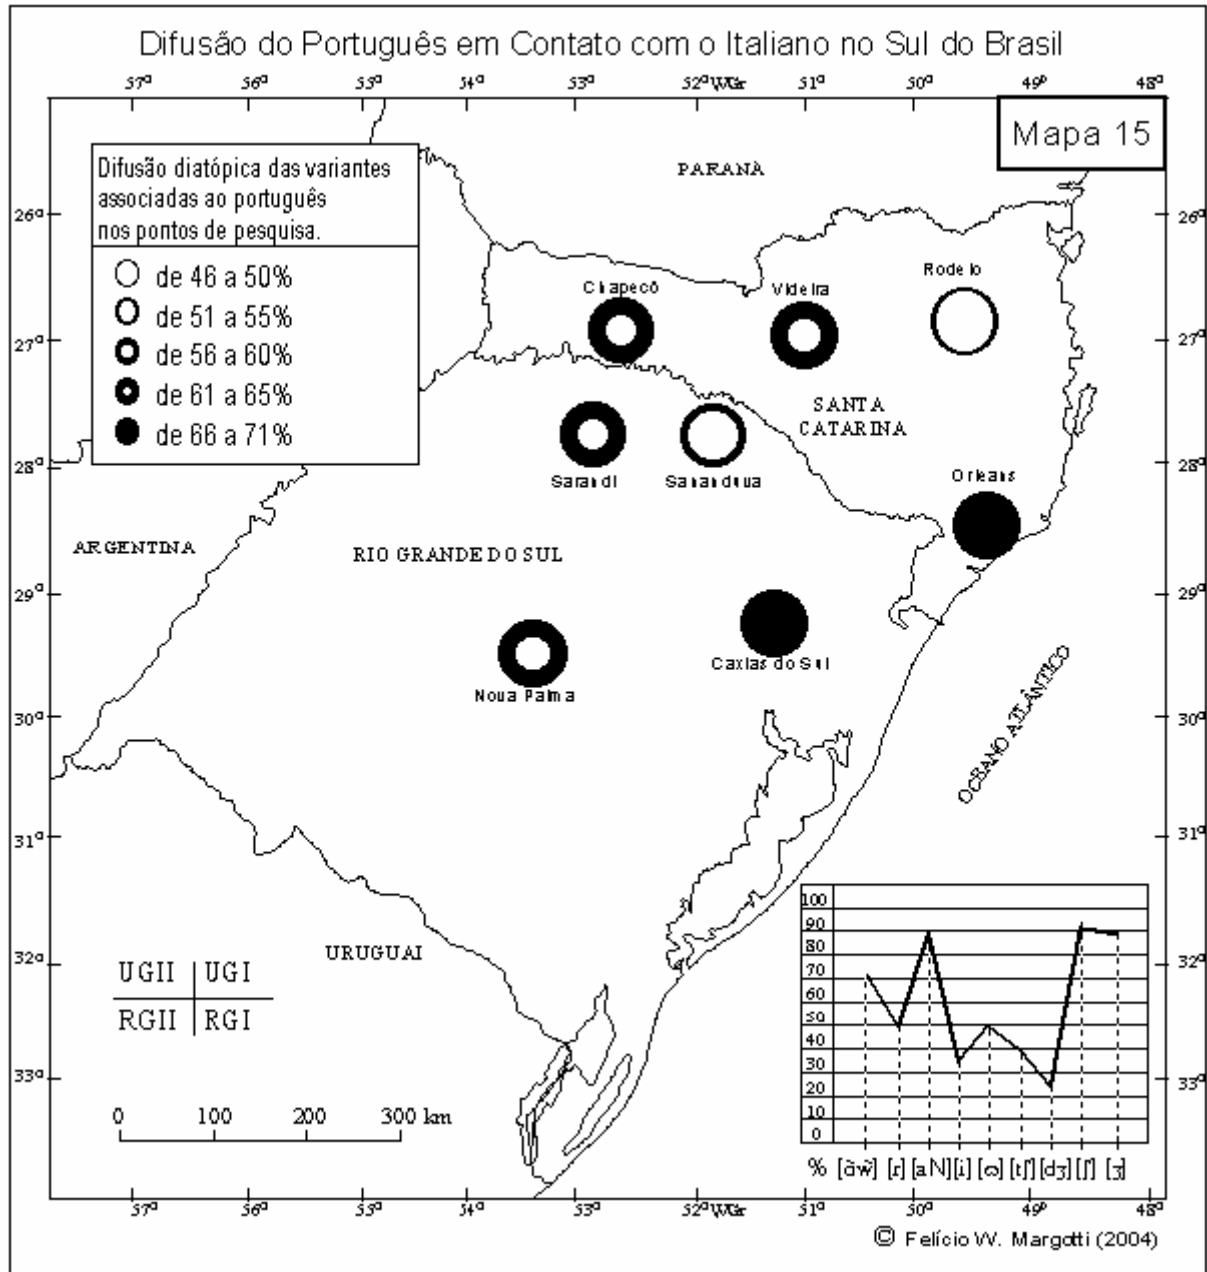 Difusão do Português em Contato com o Italiano no Sul do Brasil
57º 56º 55º 54º 53º 52º WGr 51º 50º 49º 48º
Mapa 15
Difusão diatópica das variantes
associadas ao português
nos pontos de pesquisa.
de 46 a 50%
de 51 a 55%
de 56 a 60%
de 61 a 65%
de 66 a 71%
PARANÀ
26º 26º
Chapecó Videira Rodeio
27º 27º
SANTA
CATARINA
28º 28º
Sarandi Sananduva Orleans
ARGENTINA
RIO GRANDE DO SUL
29º 29º
Caxias do Sul
Nova Palma
30º 30º
OCEANO ATLÂNTICO
31º 31º
URUGUAI
32º 32º
UGII UGI
RGII RGI
33º 33º
0 100 200 300 km
100
90
80
70
60
50
40
30
20
10
0
% [ãw̃] [r] [aN] [i] [ʊ] [tʃ] [dʒ] [ʃ] [ʒ]
57º 56º 55º 54º 53º 52º WGr 51º 50º 49º 48º
© Felício W. Margotti (2004)